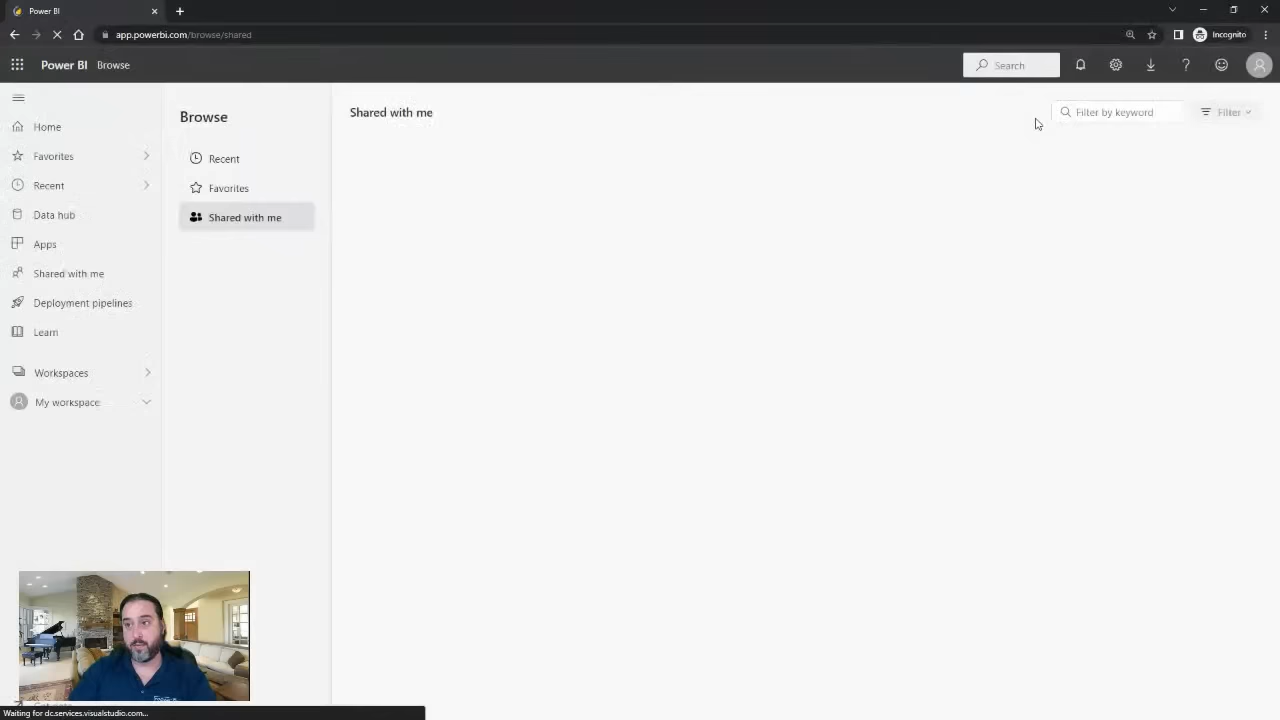 Power BI
app.powerbi.com/browse/shared
Incognito
Power BI
Browse
Search
Home
Favorites
Recent
Data hub
Apps
Shared with me
Deployment pipelines
Learn
Workspaces
My workspace
Browse
Recent
Favorites
Shared with me
Shared with me
Filter by keyword
Filter
Waiting for dc.services.visualstudio.com...